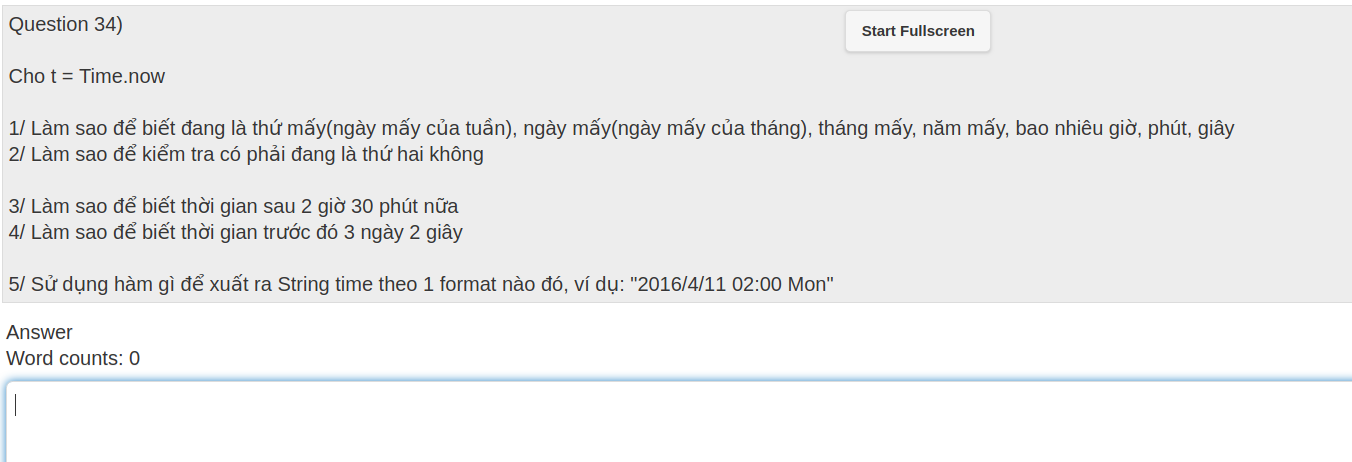 Question 34)
Start Fullscreen
Cho t = Time.now
1/ Làm sao để biết đang là thứ mấy(ngày mấy của tuần), ngày mấy(ngày mấy của tháng), tháng mấy, năm mấy, bao nhiêu giờ, phút, giây
2/ Làm sao để kiểm tra có phải đang là thứ hai không
3/ Làm sao để biết thời gian sau 2 giờ 30 phút nữa
4/ Làm sao để biết thời gian trước đó 3 ngày 2 giây
5/ Sử dụng hàm gì để xuất ra String time theo 1 format nào đó, ví dụ: "2016/4/11 02:00 Mon"
Answer
Word counts: 0